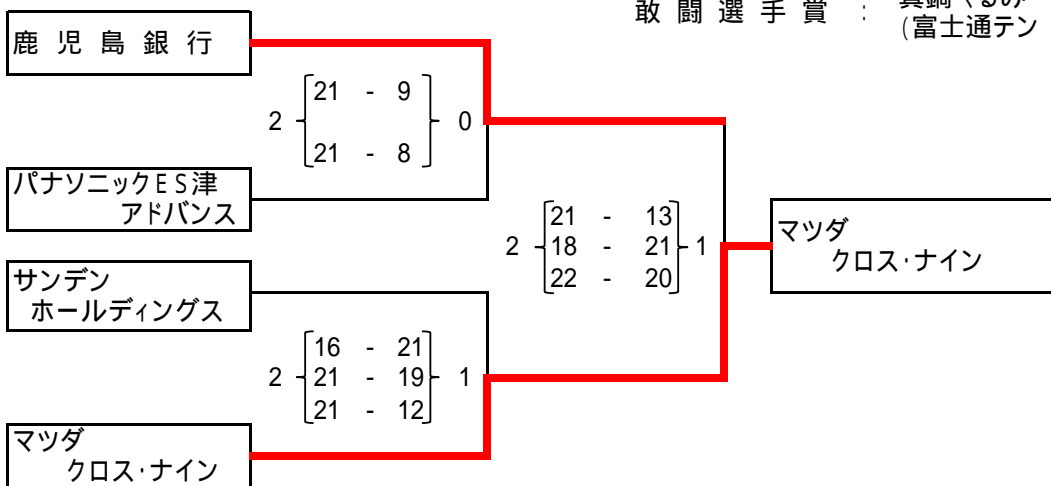 敢闘選手賞 :
(富士通テン
鹿児島銀行
2 21 - 9 0
21 - 8
パナソニックES津
アドバンス
21 - 13
2 18 - 21 1
22 - 20
マツダ
クロス・ナイン
サンデン
ホールディングス
16 - 21
2 21 - 19 1
21 - 12
マツダ
クロス・ナイン